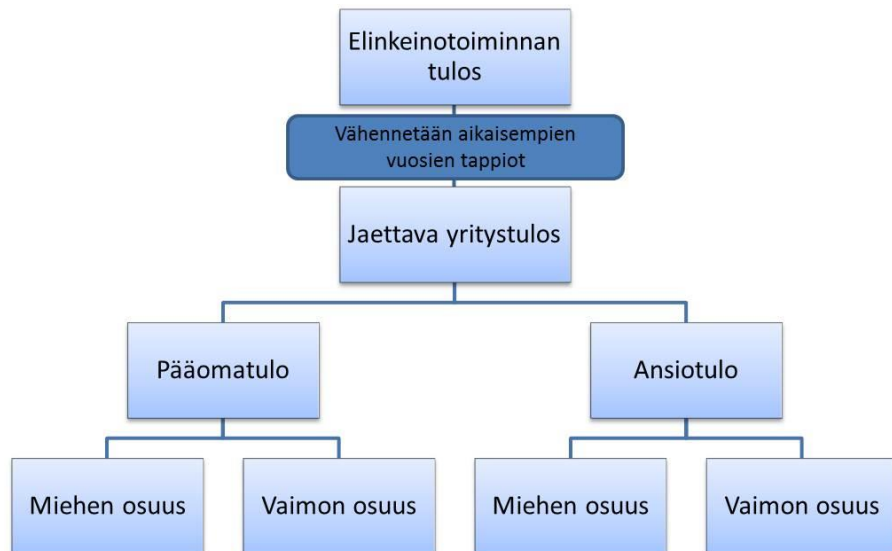 Elinkeinotoiminnan
tulos
Vähennetään aikaisempien
vuosien tappiot
Jaettava yritystulos
Pääomatulo
Ansiotulo
Miehen osuus
Vaimon osuus
Miehen osuus
Vaimon osuus